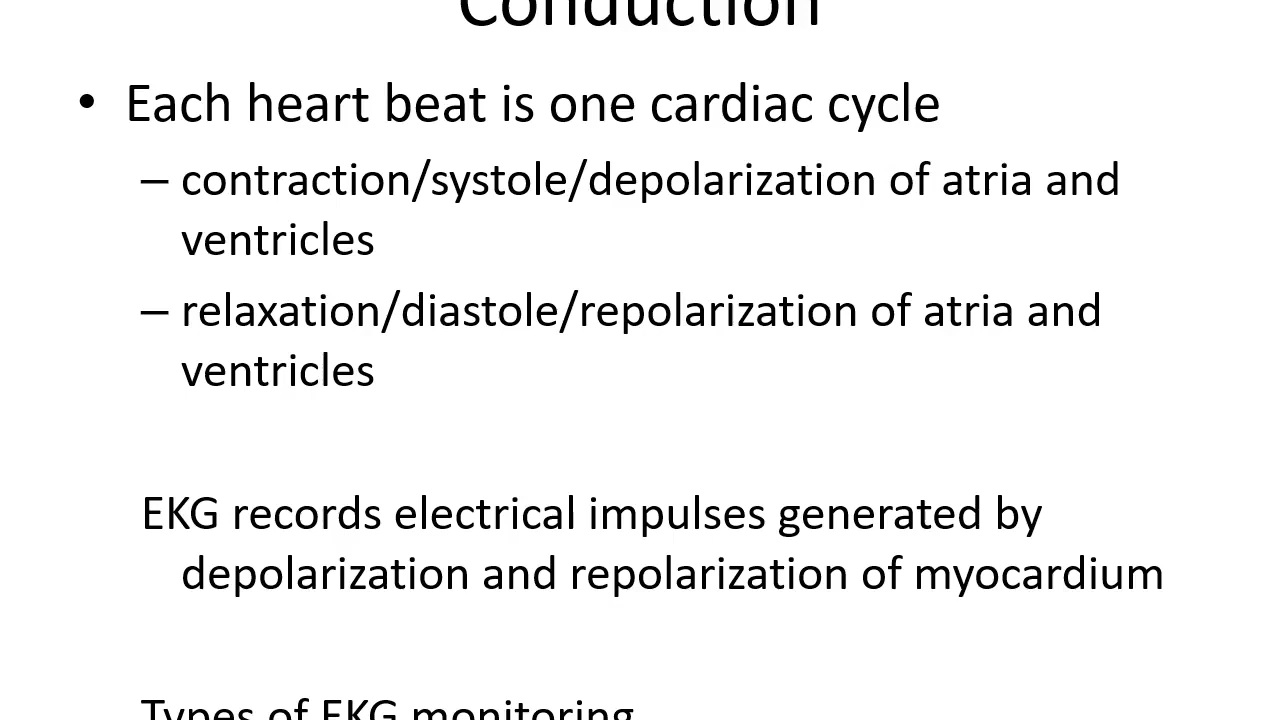 Conduction
• Each heart beat is one cardiac cycle
– contraction/systole/depolarization of atria and
ventricles
– relaxation/diastole/repolarization of atria and
ventricles
EKG records electrical impulses generated by
depolarization and repolarization of myocardium
Types of EKG monitoring